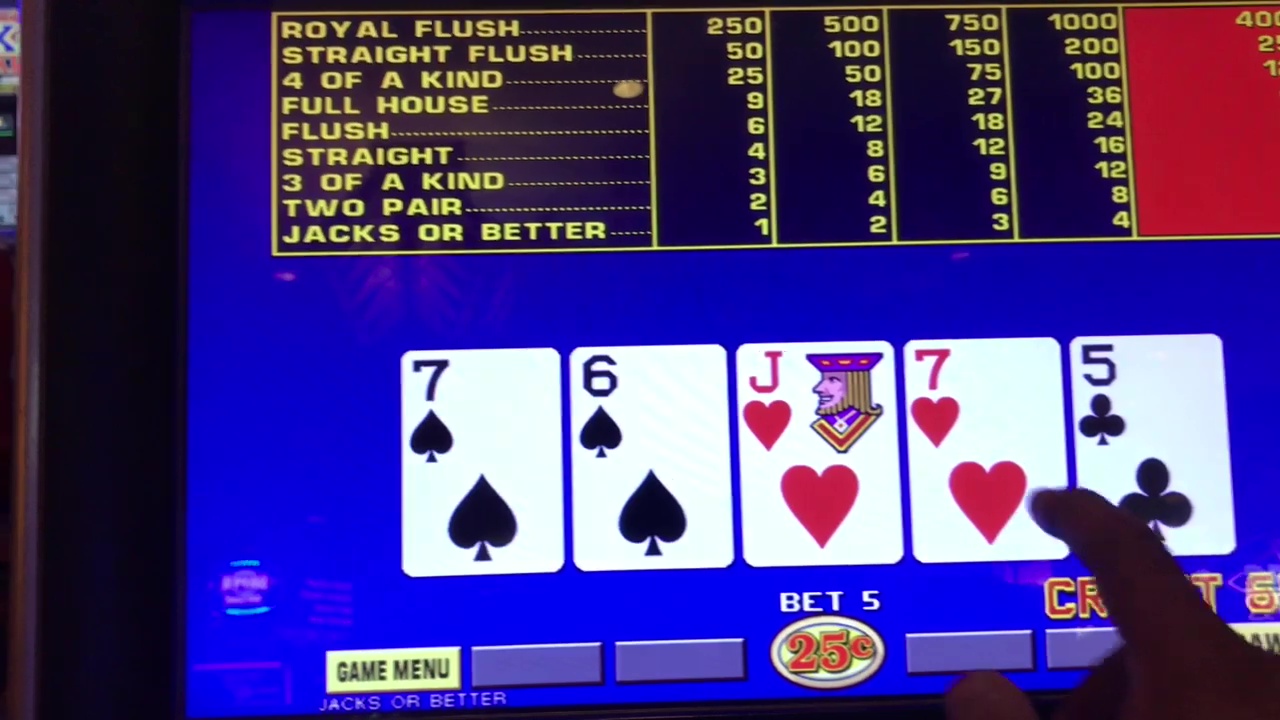 ROYAL FLUSH 250 500 750 1000 400
STRAIGHT FLUSH 50 100 150 200
4 OF A KIND 25 50 75 100
FULL HOUSE 9 18 27 36
FLUSH 6 12 18 24
STRAIGHT 4 8 12 16
3 OF A KIND 3 6 9 12
TWO PAIR 2 4 6 8
JACKS OR BETTER 1 2 3 4
7 6 J 7 5
BET 5
25¢
GAME MENU
JACKS OR BETTER